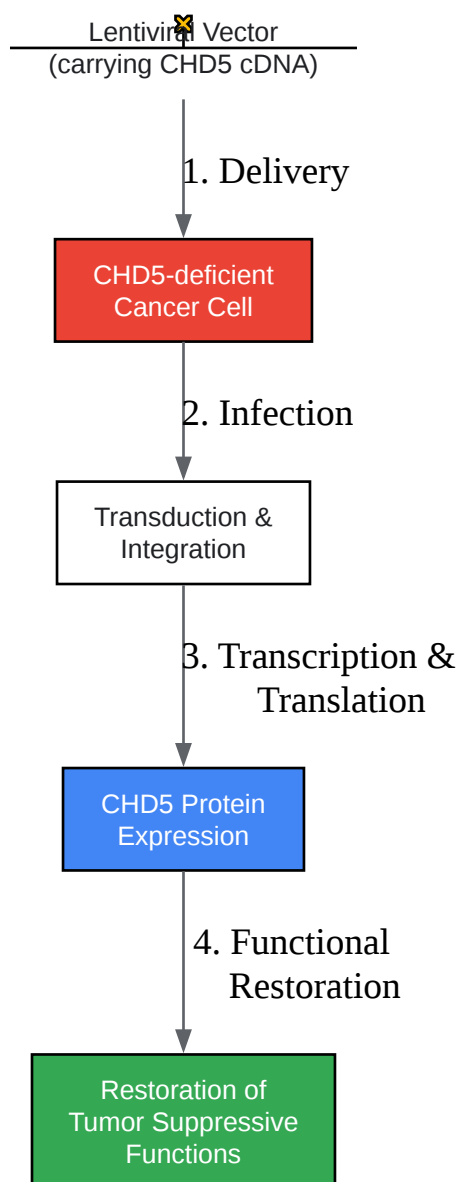 Lentiviral Vector
(carrying CHD5 cDNA)
1. Delivery
CHD5-deficient
Cancer Cell
2. Infection
Transduction &
Integration
3. Transcription &
Translation
CHD5 Protein
Expression
4. Functional
Restoration
Restoration of
Tumor Suppressive
Functions